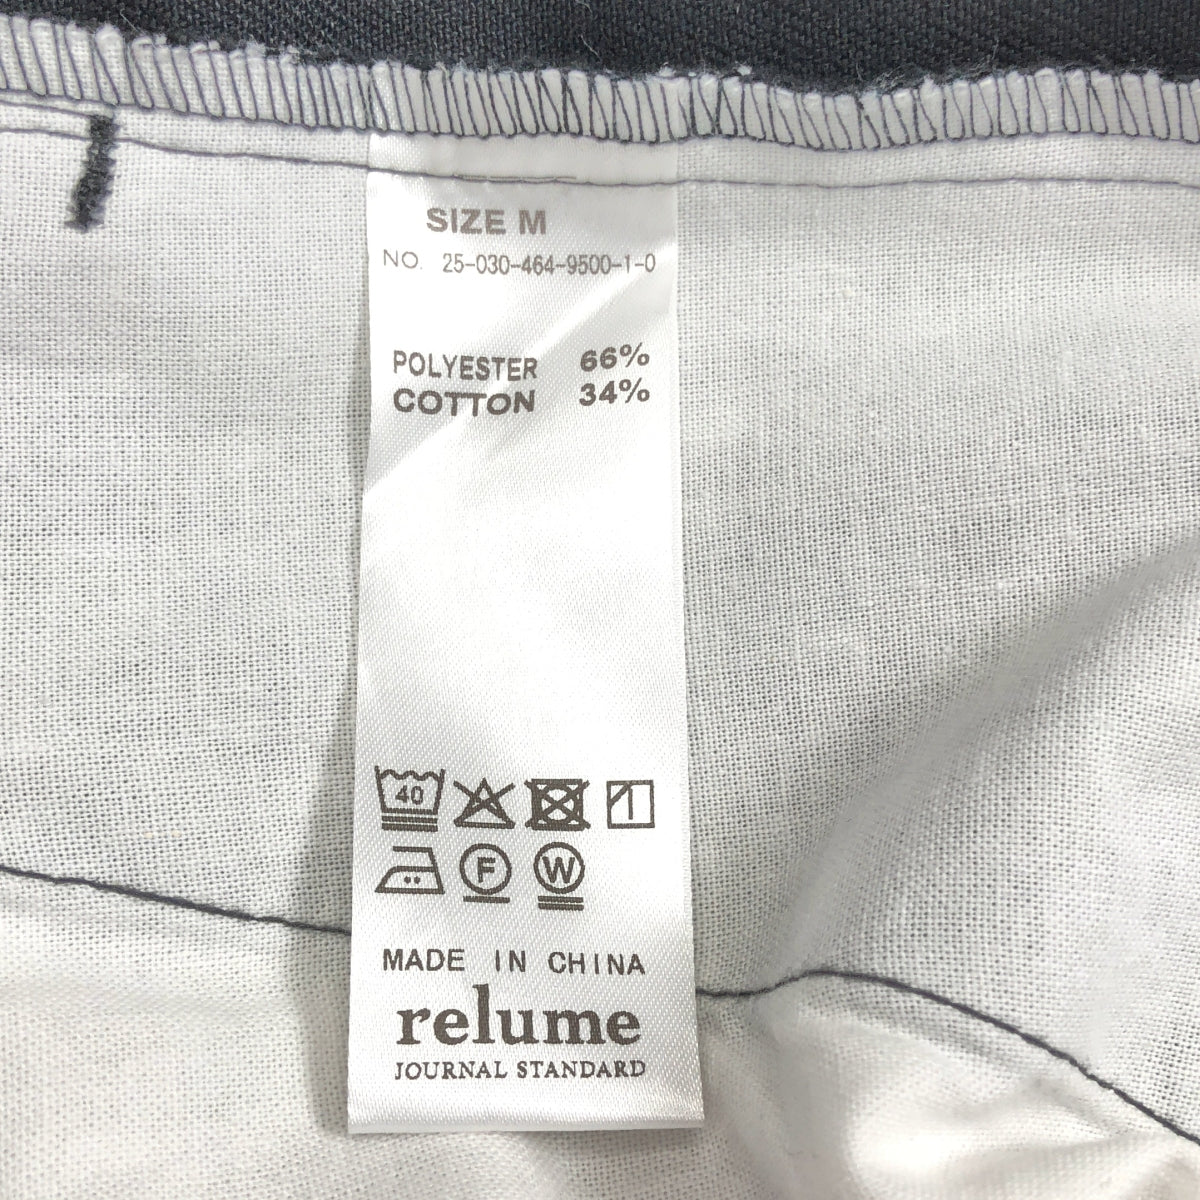 SIZE M
NO. 25-030-464-9500-1-0
POLYESTER 66%
COTTON 34%
40
F W
MADE IN CHINA
relume
JOURNAL STANDARD